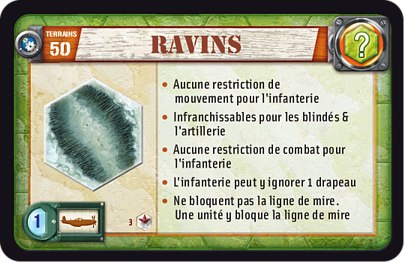 TERRAINS
50
RAVINS
?
• Aucune restriction de
mouvement pour l'infanterie
• Infranchissables pour les blindés &
l'artillerie
• Aucune restriction de combat pour
l'infanterie
• L'infanterie peut y ignorer 1 drapeau
• Ne bloquent pas la ligne de mire.
Une unité y bloque la ligne de mire
1
3